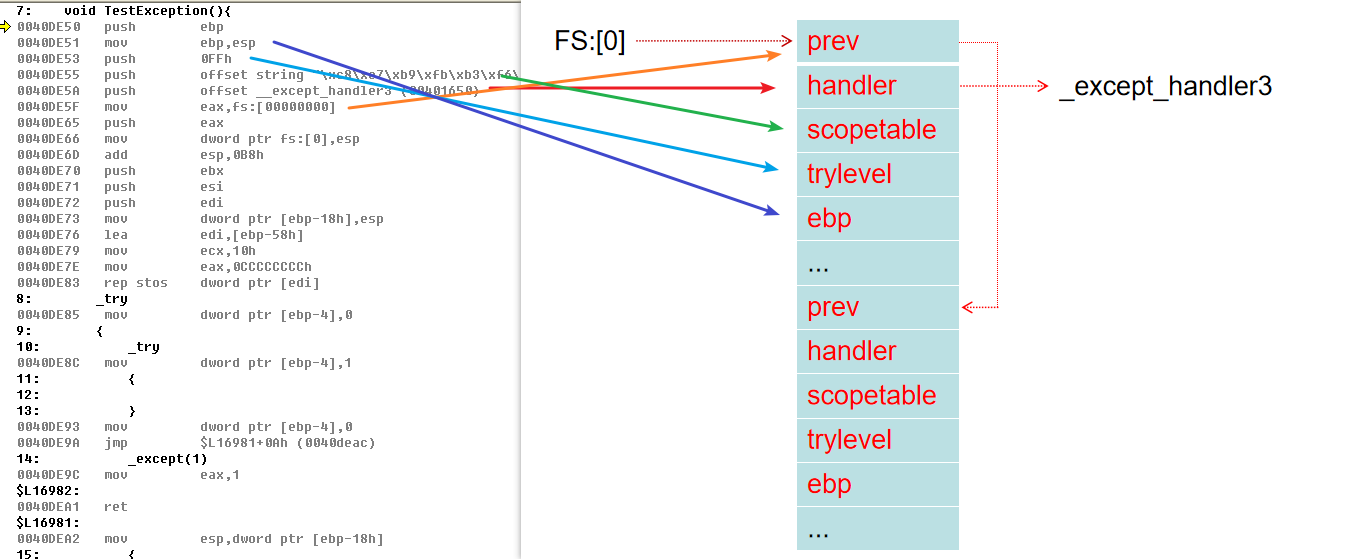 7: void TestException(){
0040DE50 push ebp
0040DE51 mov ebp,esp
0040DE53 push 0FFh
0040DE55 push offset string "\xc8\xe7\xb9\xfb\xb3\xf6\
0040DE5A push offset __except_handler3 (00401650)
0040DE5F mov eax,fs:[00000000]
0040DE65 push eax
0040DE66 mov dword ptr fs:[0],esp
0040DE6D add esp,0B8h
0040DE70 push ebx
0040DE71 push esi
0040DE72 push edi
0040DE73 mov dword ptr [ebp-18h],esp
0040DE76 lea edi,[ebp-58h]
0040DE79 mov ecx,10h
0040DE7E mov eax,0CCCCCCCCh
0040DE83 rep stos dword ptr [edi]
8: _try
0040DE85 mov dword ptr [ebp-4],0
9: {
10: _try
0040DE8C mov dword ptr [ebp-4],1
11: {
12:
13: }
0040DE93 mov dword ptr [ebp-4],0
0040DE9A jmp $L16981+0Ah (0040deac)
14: _except(1)
0040DE9C mov eax,1
$L16982:
0040DEA1 ret
$L16981:
0040DEA2 mov esp,dword ptr [ebp-18h]
15: {
FS:[0]
prev
handler
_except_handler3
scopetable
trylevel
ebp
...
prev
handler
scopetable
trylevel
ebp
...